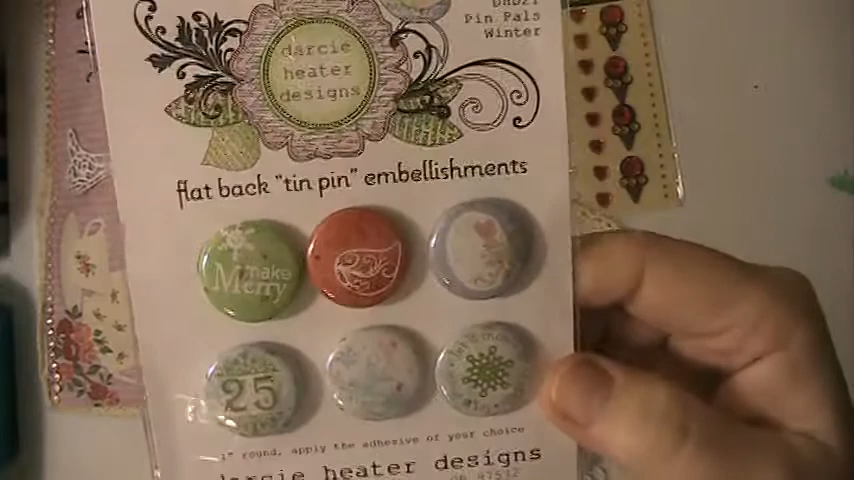 Pin Pals
Winter
darcie
heater
designs
flat back "tin pin" embellishments
make
Merry
25
1" round, apply the adhesive of your choice
darcie heater designs